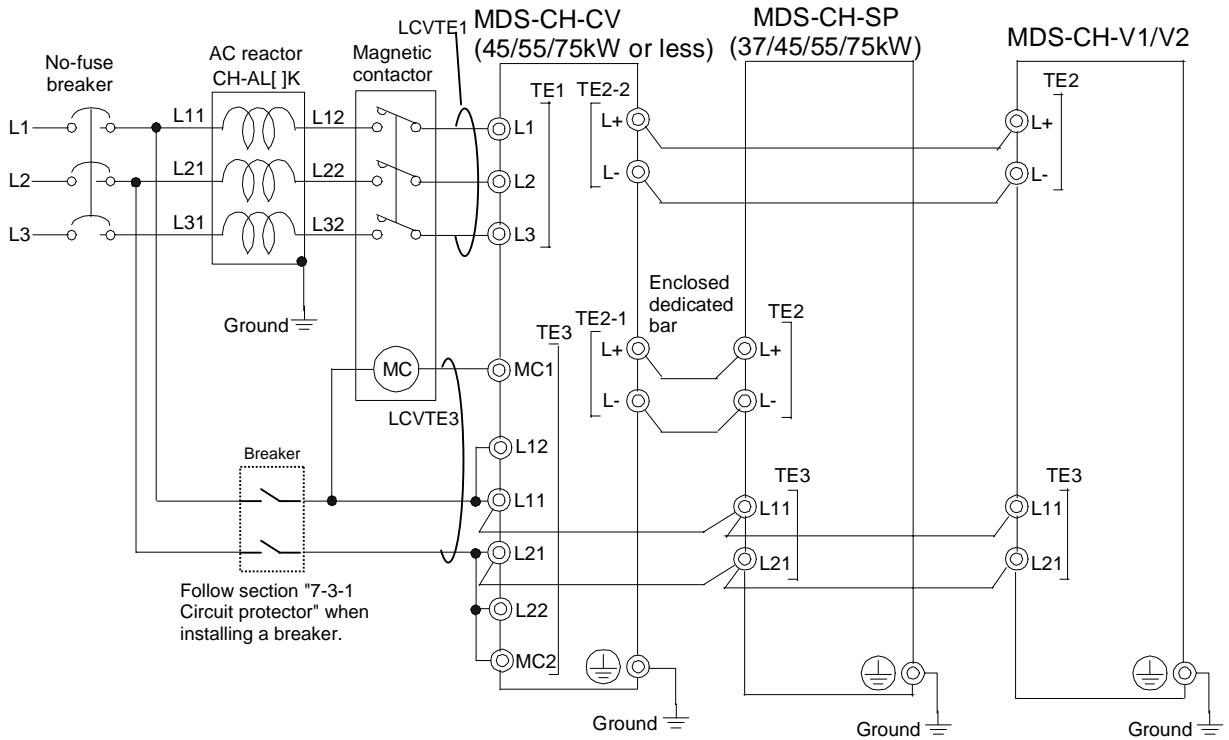 MDS-CH-CV
(45/55/75kW or less)
MDS-CH-SP
(37/45/55/75kW)
MDS-CH-V1/V2
LCVTE1
No-fuse
breaker
AC reactor
CH-AL[ ]K
Magnetic
contactor
TE1
TE2-2
TE2
L1
L11
L12
L1
L+
L+
L2
L21
L22
L2
L-
L-
L3
L31
L32
L3
Ground
Enclosed
dedicated
bar
TE3
TE2-1
TE2
L+
L+
MC
MC1
L-
L-
LCVTE3
L12
Breaker
TE3
TE3
L11
L11
L11
L21
L21
L21
Follow section "7-3-1
Circuit protector" when
installing a breaker.
L22
MC2
Ground
Ground
Ground